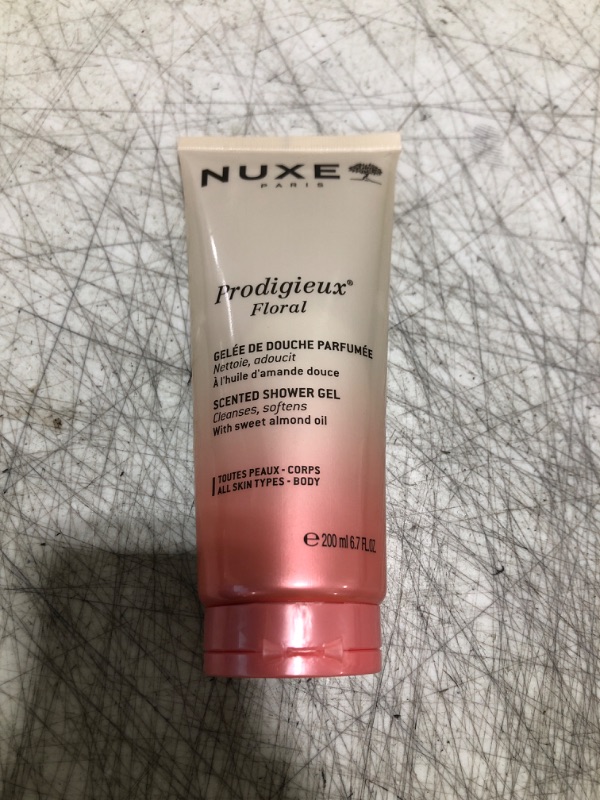 NUXE
PARIS
Prodigieux®
Floral
GELÉE DE DOUCHE PARFUMÉE
Nettoie, adoucit
À l'huile d'amande douce
SCENTED SHOWER GEL
Cleanses, softens
With sweet almond oil
TOUTES PEAUX - CORPS
ALL SKIN TYPES - BODY
℮ 200 ml 6.7 FL.OZ.